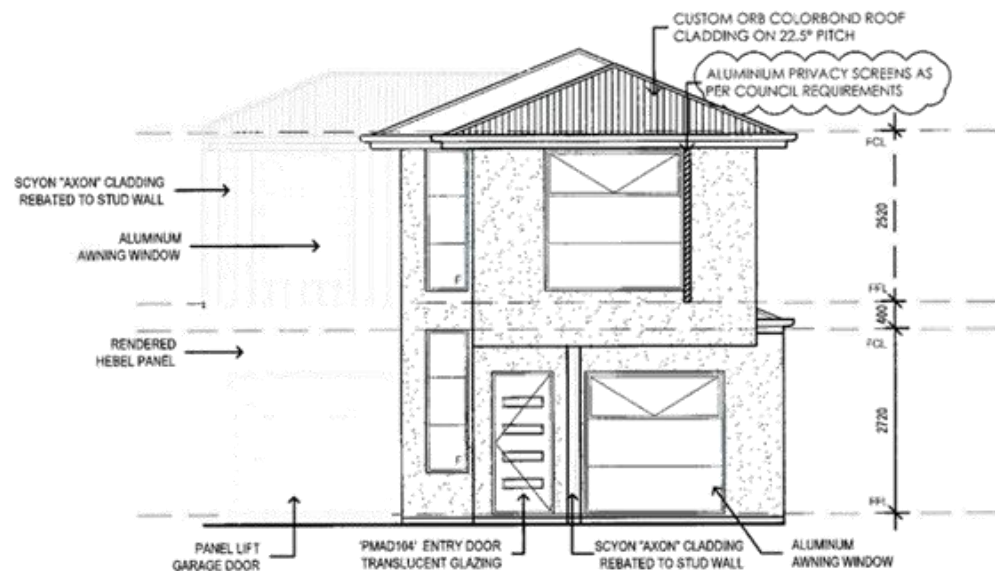 CUSTOM ORB COLORBOND ROOF
CLADDING ON 22.5° PITCH
ALUMINIUM PRIVACY SCREENS AS
PER COUNCIL REQUIREMENTS
FCL
SCYON "AXON" CLADDING
REBATED TO STUD WALL
2520
ALUMINUM
AWNING WINDOW
F
FFL
400
RENDERED
HEBEL PANEL
FCL
2720
F
FFL
PANEL LIFT
GARAGE DOOR
'PMAD104' ENTRY DOOR
TRANSLUCENT GLAZING
SCYON "AXON" CLADDING
REBATED TO STUD WALL
ALUMINUM
AWNING WINDOW